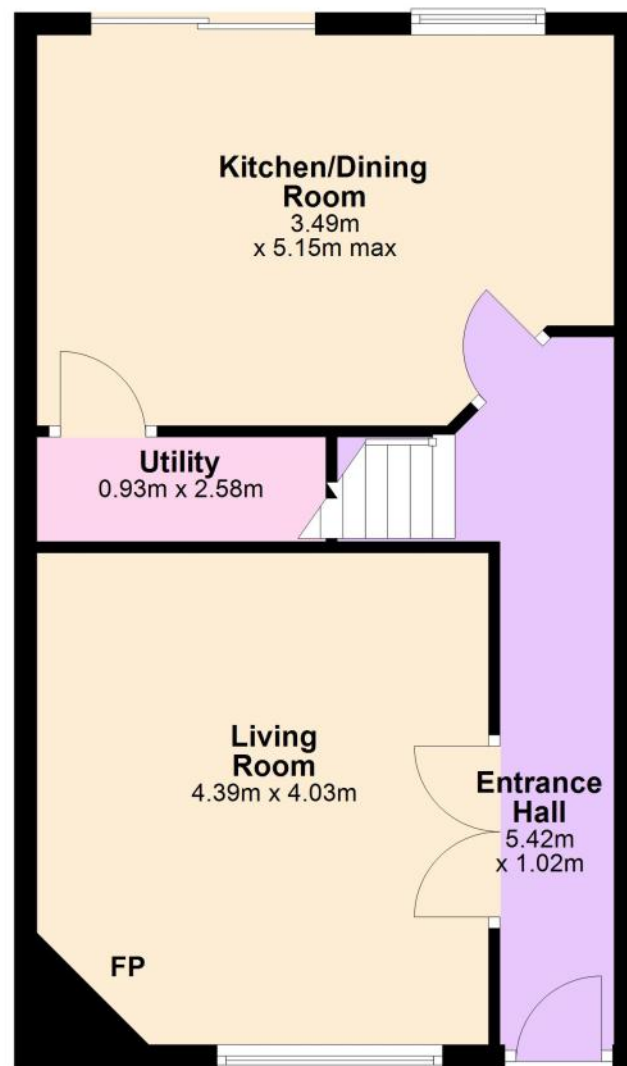 Kitchen/Dining
Room
3.49m
x 5.15m max
Utility
0.93m x 2.58m
Living
Room
4.39m x 4.03m
Entrance
Hall
5.42m
x 1.02m
FP